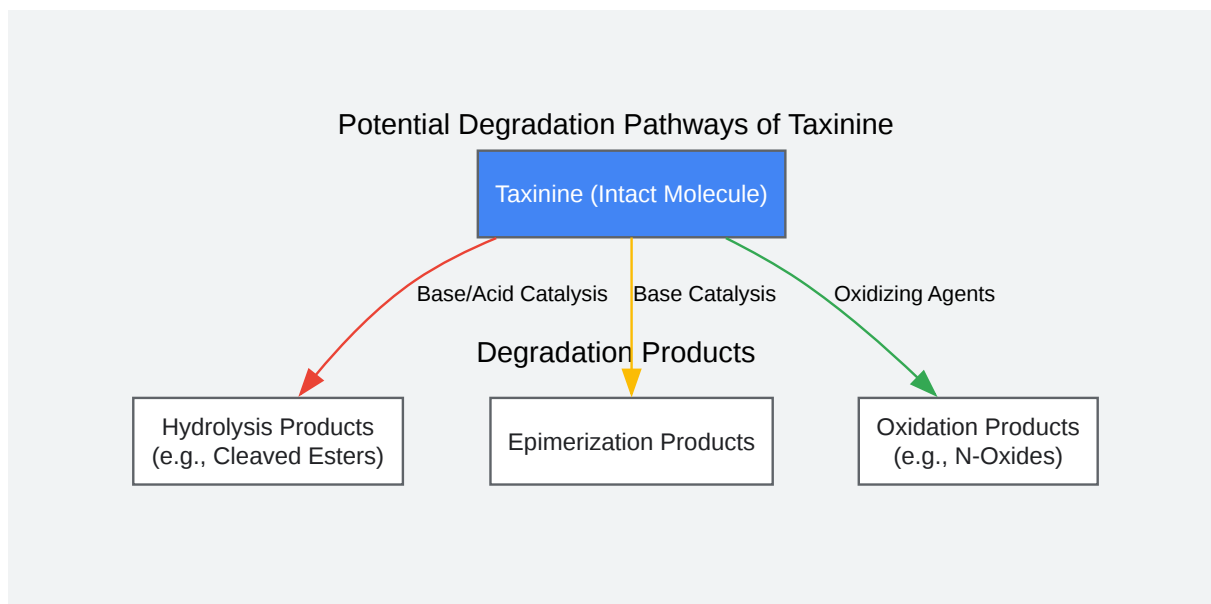 Potential Degradation Pathways of Taxinine
Taxinine (Intact Molecule)
Base/Acid Catalysis
Base Catalysis
Oxidizing Agents
Degradation Products
Hydrolysis Products
(e.g., Cleaved Esters)
Epimerization Products
Oxidation Products
(e.g., N-Oxides)